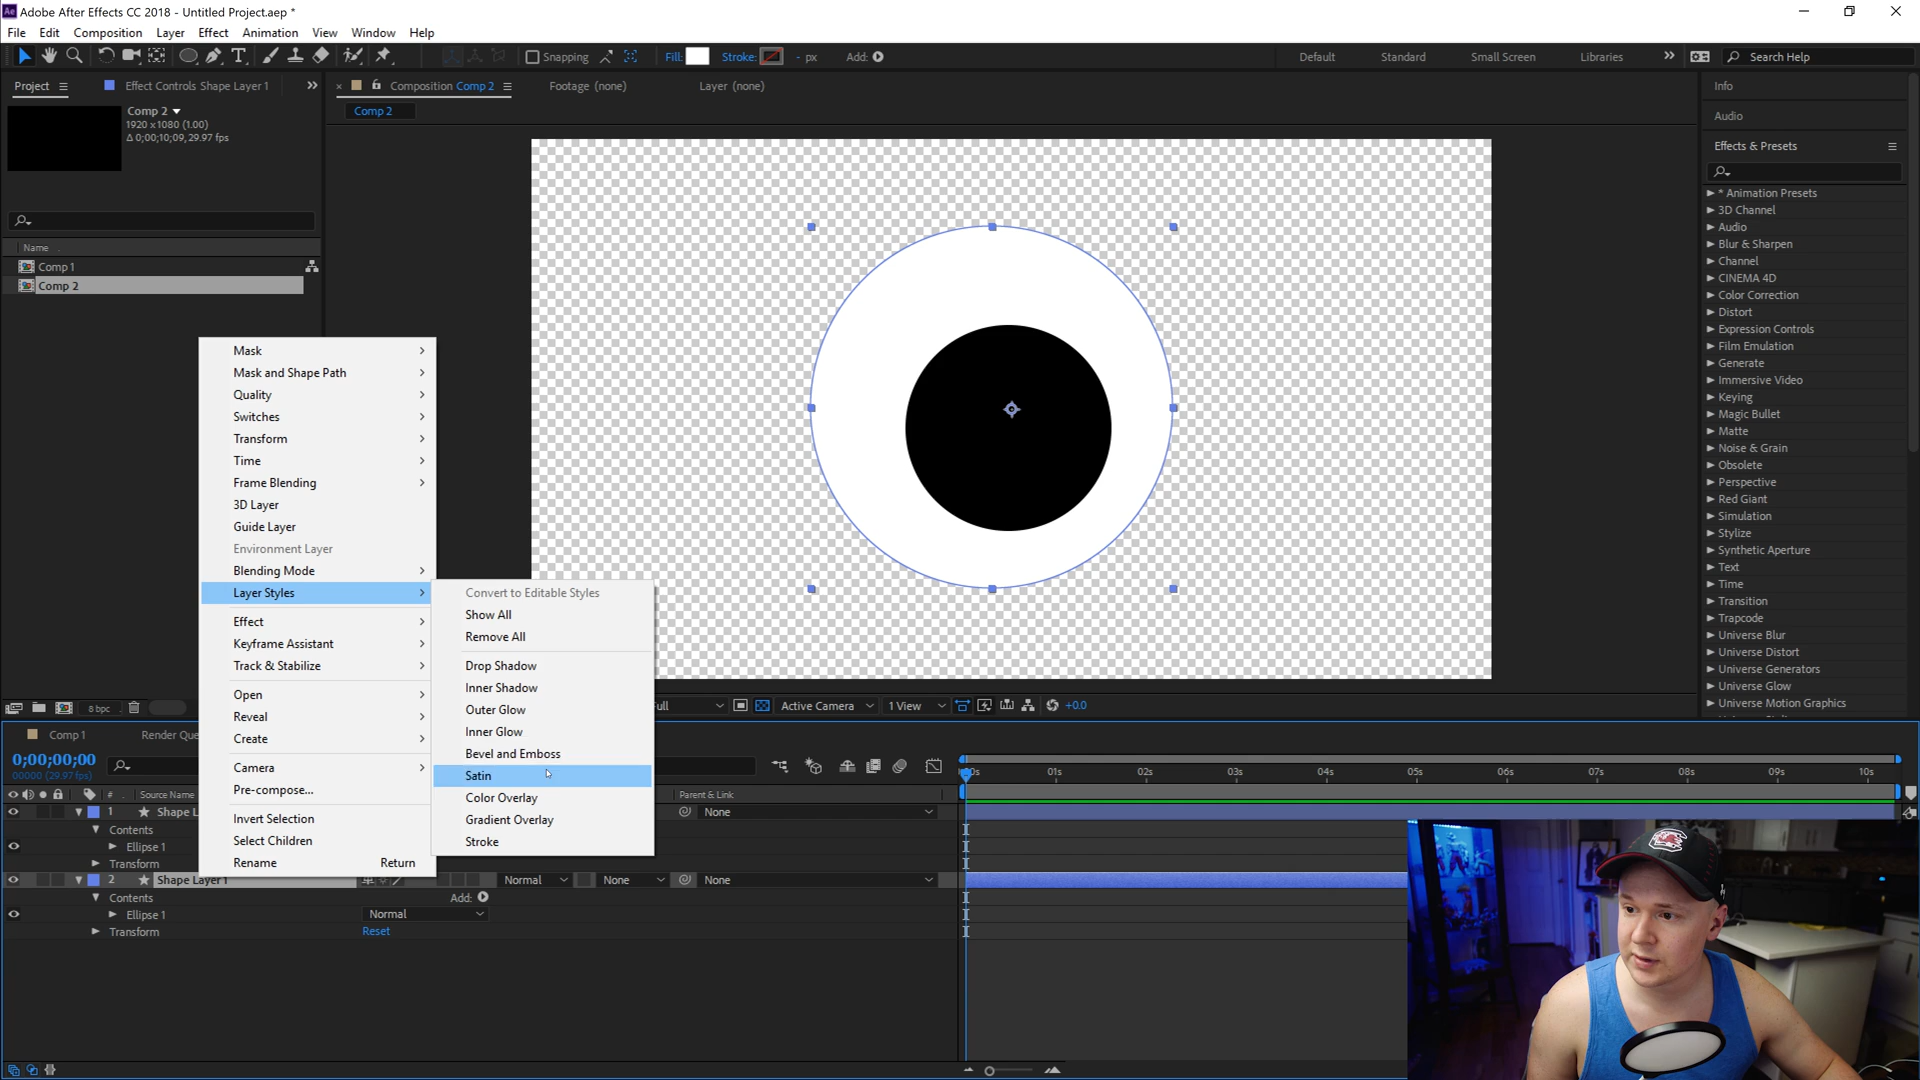 Adobe After Effects CC 2018 - Untitled Project.aep *
File Edit Composition Layer Effect Animation View Window Help
Snapping Fill: Stroke: - px Add: Default Standard Small Screen Libraries Search Help
Project Effect Controls Shape Layer 1 Composition Comp 2 Footage (none) Layer (none) Info
Comp 2 Comp 2
1920 x 1080 (1.00)
Δ 0;00;10;09, 29.97 fps
Audio
Effects & Presets
* Animation Presets
3D Channel
Audio
Blur & Sharpen
Channel
CINEMA 4D
Color Correction
Distort
Expression Controls
Film Emulation
Generate
Immersive Video
Keying
Magic Bullet
Matte
Noise & Grain
Obsolete
Perspective
Red Giant
Simulation
Stylize
Synthetic Aperture
Text
Time
Transition
Trapcode
Universe Blur
Universe Distort
Universe Generators
Universe Glow
Universe Motion Graphics
Name
Comp 1
Comp 2
Mask
Mask and Shape Path
Quality
Switches
Transform
Time
Frame Blending
3D Layer
Guide Layer
Environment Layer
Blending Mode
Layer Styles
Effect
Keyframe Assistant
Track & Stabilize
Open
Reveal
Create
Camera
Pre-compose...
Invert Selection
Select Children
Rename Return
Convert to Editable Styles
Show All
Remove All
Drop Shadow
Inner Shadow
Outer Glow
Inner Glow
Bevel and Emboss
Satin
Color Overlay
Gradient Overlay
Stroke
8 bpc Active Camera 1 View +0.0
Comp 1 Render Que
0;00;00;00
00000 (29.97 fps)
01s 02s 03s 04s 05s 06s 07s 08s 09s 10s
# Source Name Parent & Link
1 Shape L None
Contents
Ellipse 1
Transform
2 Shape Layer 1 Normal None None
Contents Add:
Ellipse 1 Normal
Transform Reset